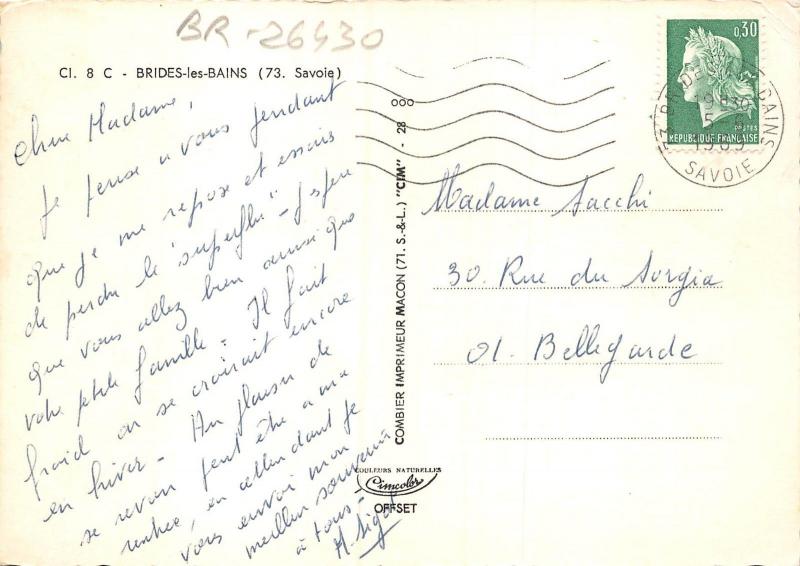 BR-26430
Cl. 8 C - BRIDES-les-BAINS (73. Savoie)
Chère Madame,
Je pense à vous pendant
que je me repose et essaie
de perdre le "superflu" - J'espère
que vous allez bien ainsi que
votre petite famille - Il fait
froid on se croirait encore
en hiver - Au plaisir de
se revoir peut être à ma
rentrée, en attendant je
vous envoi mon
meilleur souvenir
à tous -
COMBIER IMPRIMEUR MACON (71. S.-&-L.) "CIM" - 28 ooo
COULEURS NATURELLES
Cimcolor
OFFSET
0,30
POSTES
REPUBLIQUE FRANÇAISE
SAVOIE
Madame Sacchi
30 Rue du Sorgia
01. Bellegarde